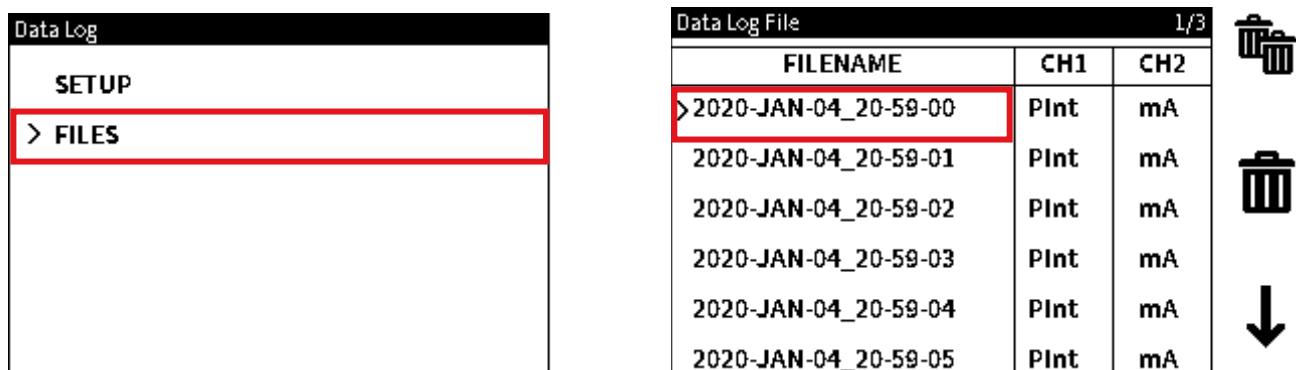 Data Log
SETUP
> FILES
Data Log File 1/3
FILENAME CH1 CH2
>2020-JAN-04_20-59-00 PInt mA
2020-JAN-04_20-59-01 PInt mA
2020-JAN-04_20-59-02 PInt mA
2020-JAN-04_20-59-03 PInt mA
2020-JAN-04_20-59-04 PInt mA
2020-JAN-04_20-59-05 PInt mA